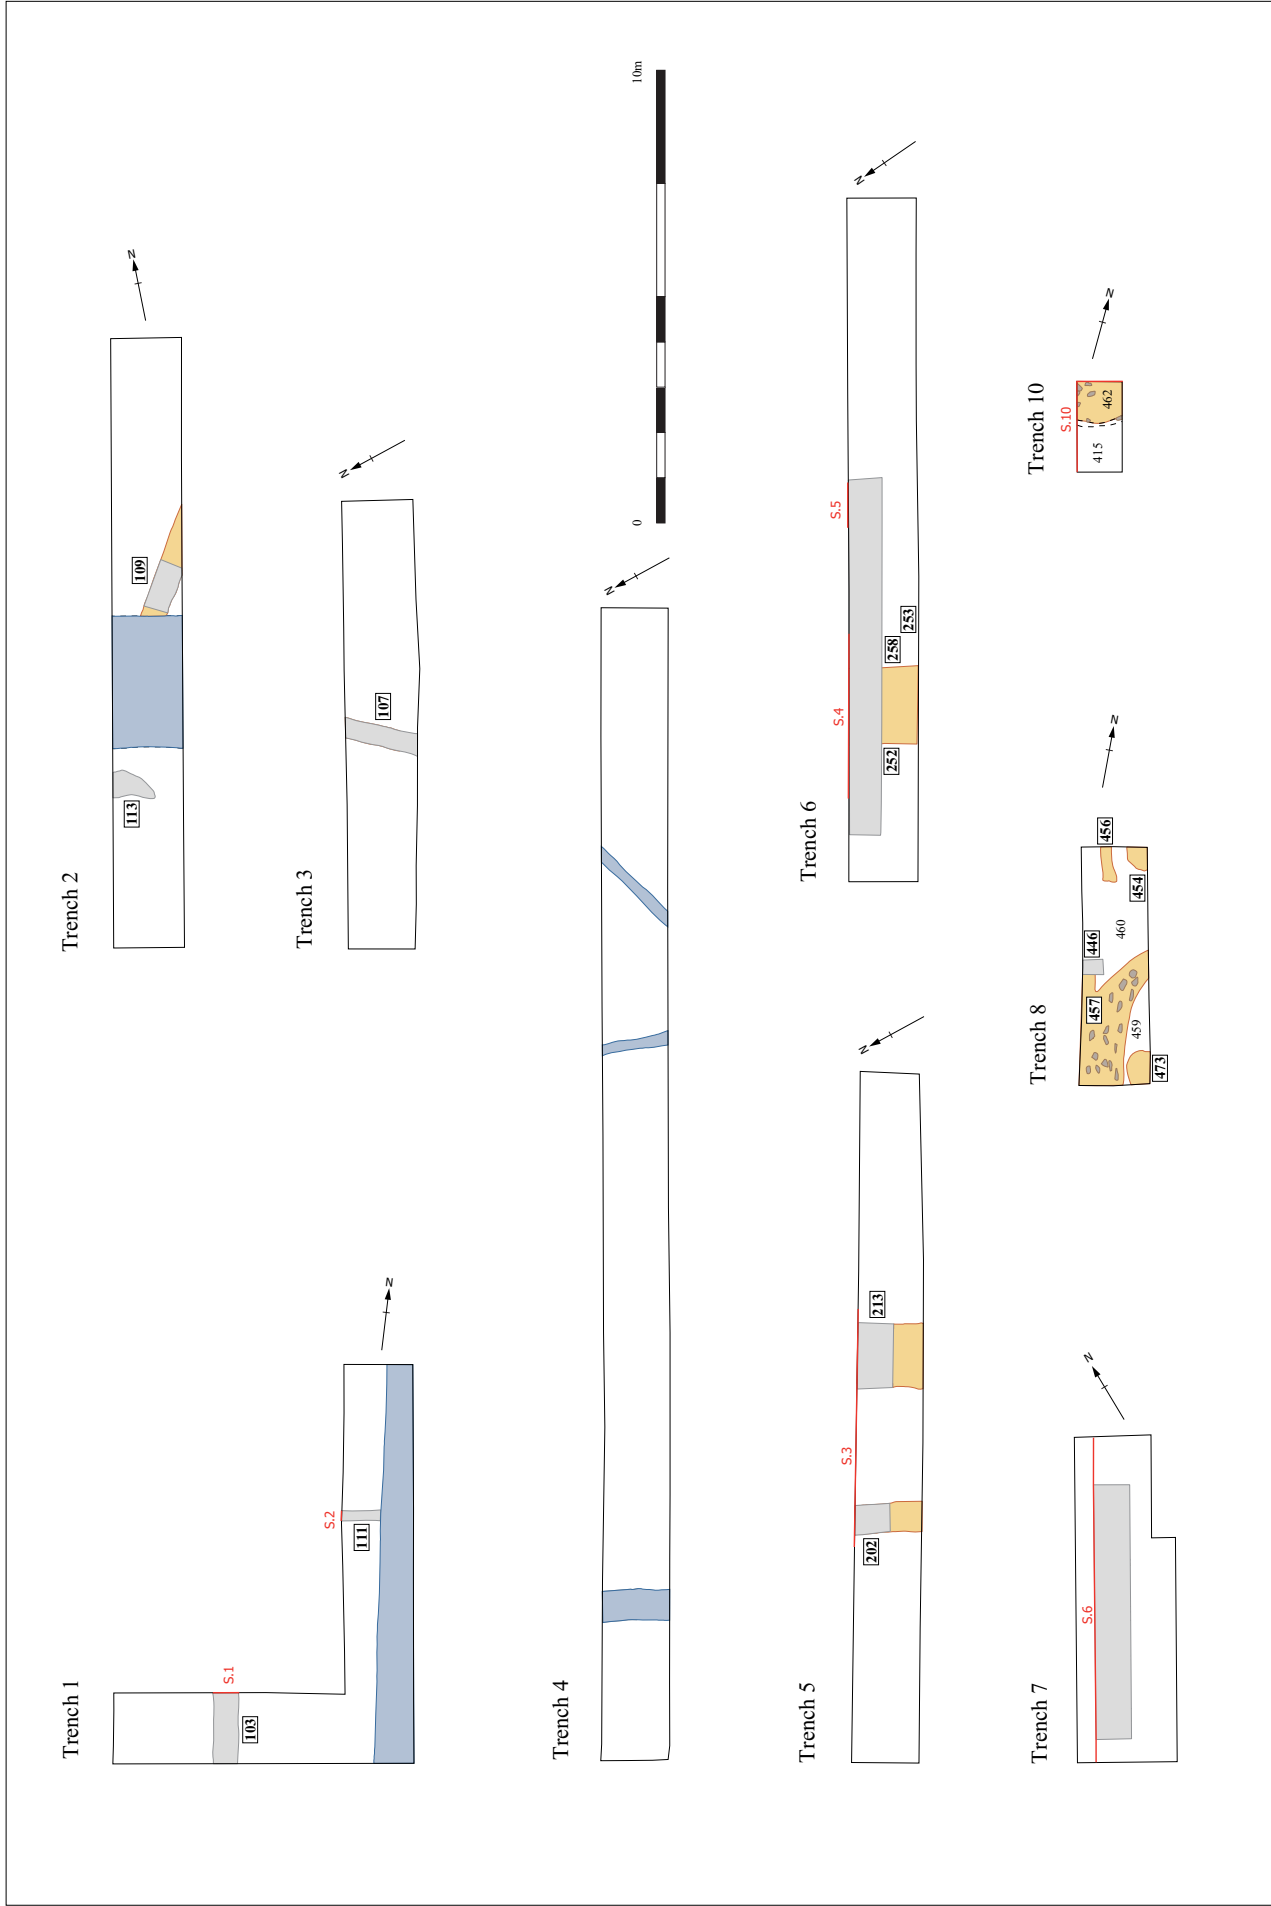 Trench 1
103
S.1
S.2
111
N
Trench 2
113
109
N
Trench 3
107
N
Trench 4
N
0
10m
Trench 5
202
S.3
213
N
Trench 6
S.4
S.5
252
258
253
N
Trench 7
S.6
N
Trench 8
473
459
457
446
460
454
456
N
Trench 10
S.10
415
462
N